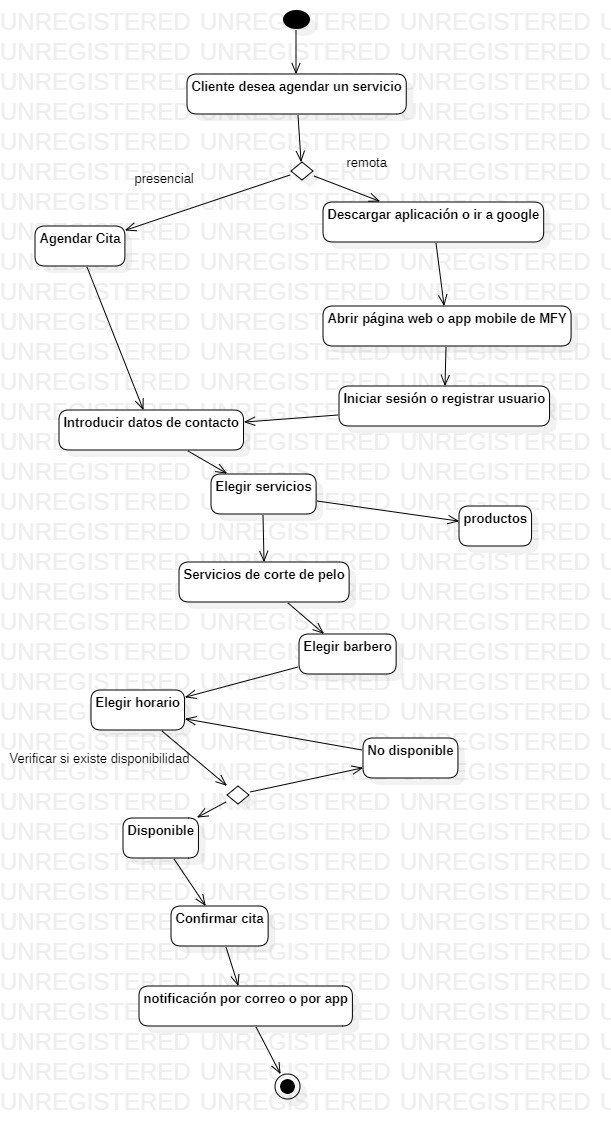 Cliente desea agendar un servicio
remota
presencial
Descargar aplicación o ir a google
Agendar Cita
Abrir página web o app mobile de MFY
Iniciar sesión o registrar usuario
Introducir datos de contacto
Elegir servicios
productos
Servicios de corte de pelo
Elegir barbero
Elegir horario
No disponible
Verificar si existe disponibilidad
Disponible
Confirmar cita
notificación por correo o por app
UNREGISTERED